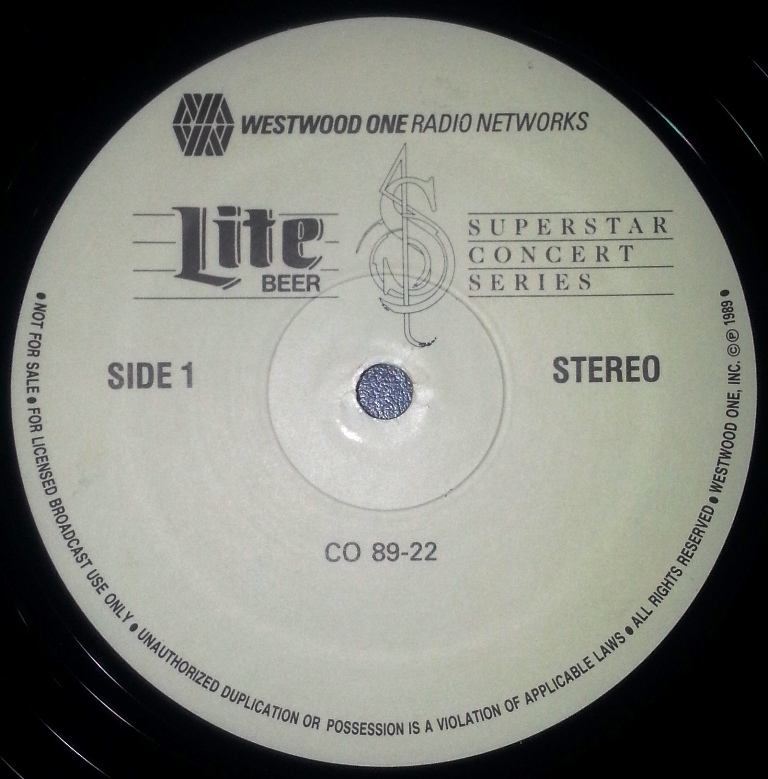 WESTWOOD ONE RADIO NETWORKS
Lite
BEER
SUPERSTAR
CONCERT
SERIES
SIDE 1
STEREO
CO 89-22
• NOT FOR SALE • FOR LICENSED BROADCAST USE ONLY • UNAUTHORIZED DUPLICATION OR POSSESSION IS A VIOLATION OF APPLICABLE LAWS • ALL RIGHTS RESERVED • WESTWOOD ONE, INC. © ℗ 1989 •